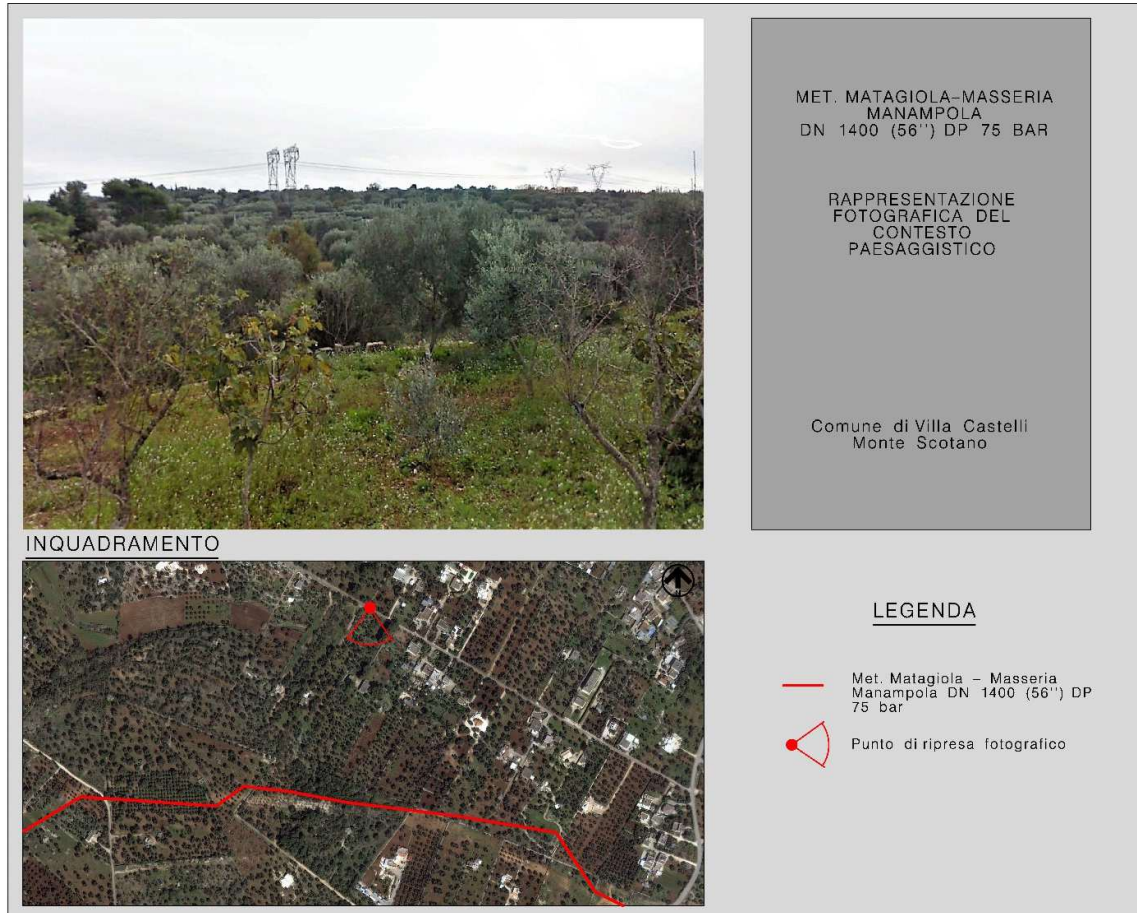 MET. MATAGIOLA-MASSERIA
MANAMPOLA
DN 1400 (56'') DP 75 BAR
RAPPRESENTAZIONE
FOTOGRAFICA DEL
CONTESTO
PAESAGGISTICO
Comune di Villa Castelli
Monte Scotano
INQUADRAMENTO
LEGENDA
Met. Matagiola - Masseria
Manampola DN 1400 (56'') DP
75 bar
Punto di ripresa fotografico